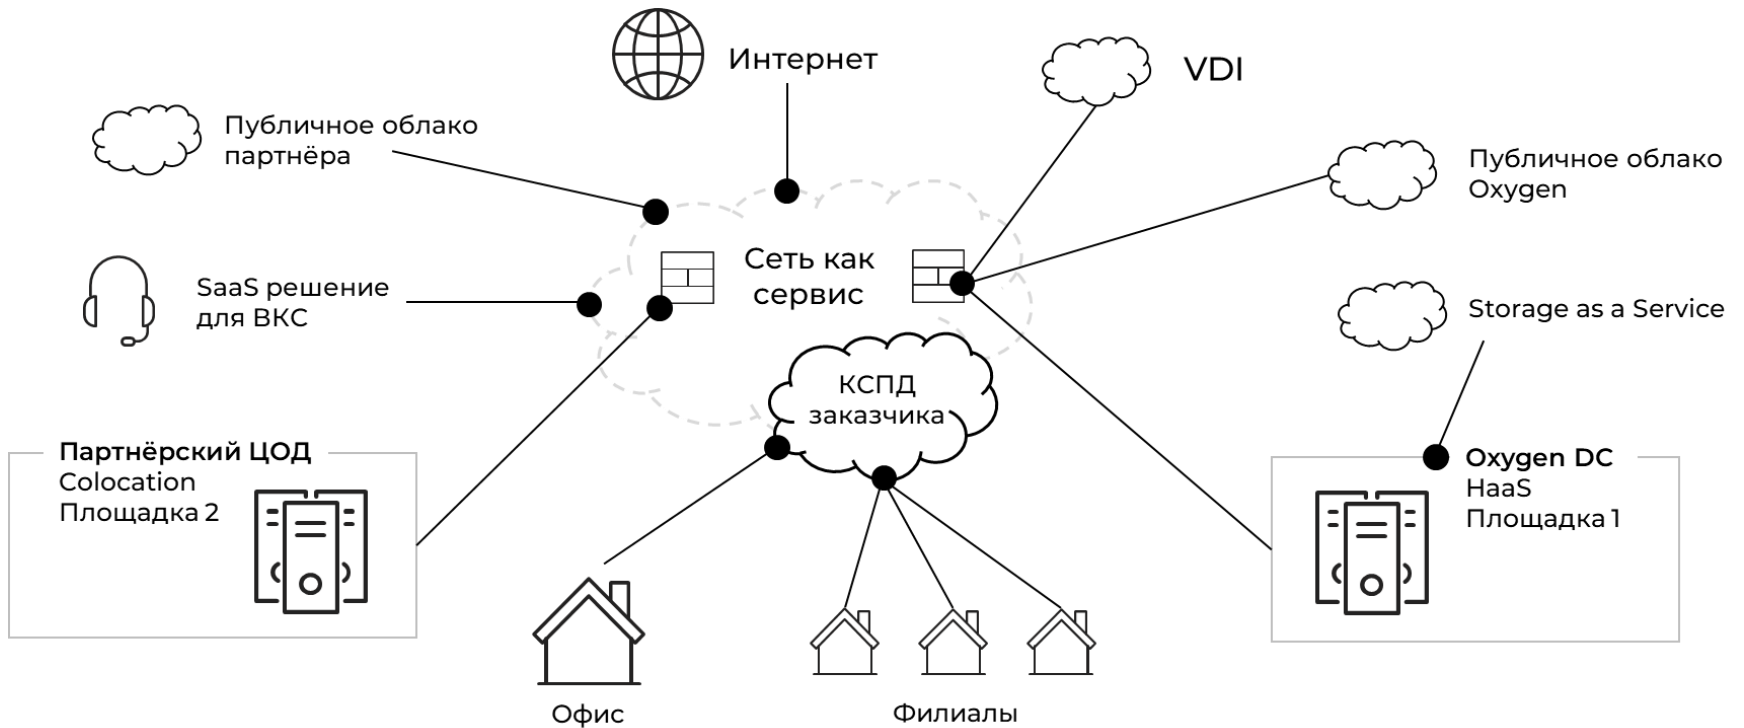 Интернет
VDI
Публичное облако
партнёра
Публичное облако
Oxygen
Сеть как
сервис
SaaS решение
для ВКС
Storage as a Service
КСПД
заказчика
Партнёрский ЦОД
Colocation
Площадка 2
Oxygen DC
HaaS
Площадка 1
Офис
Филиалы